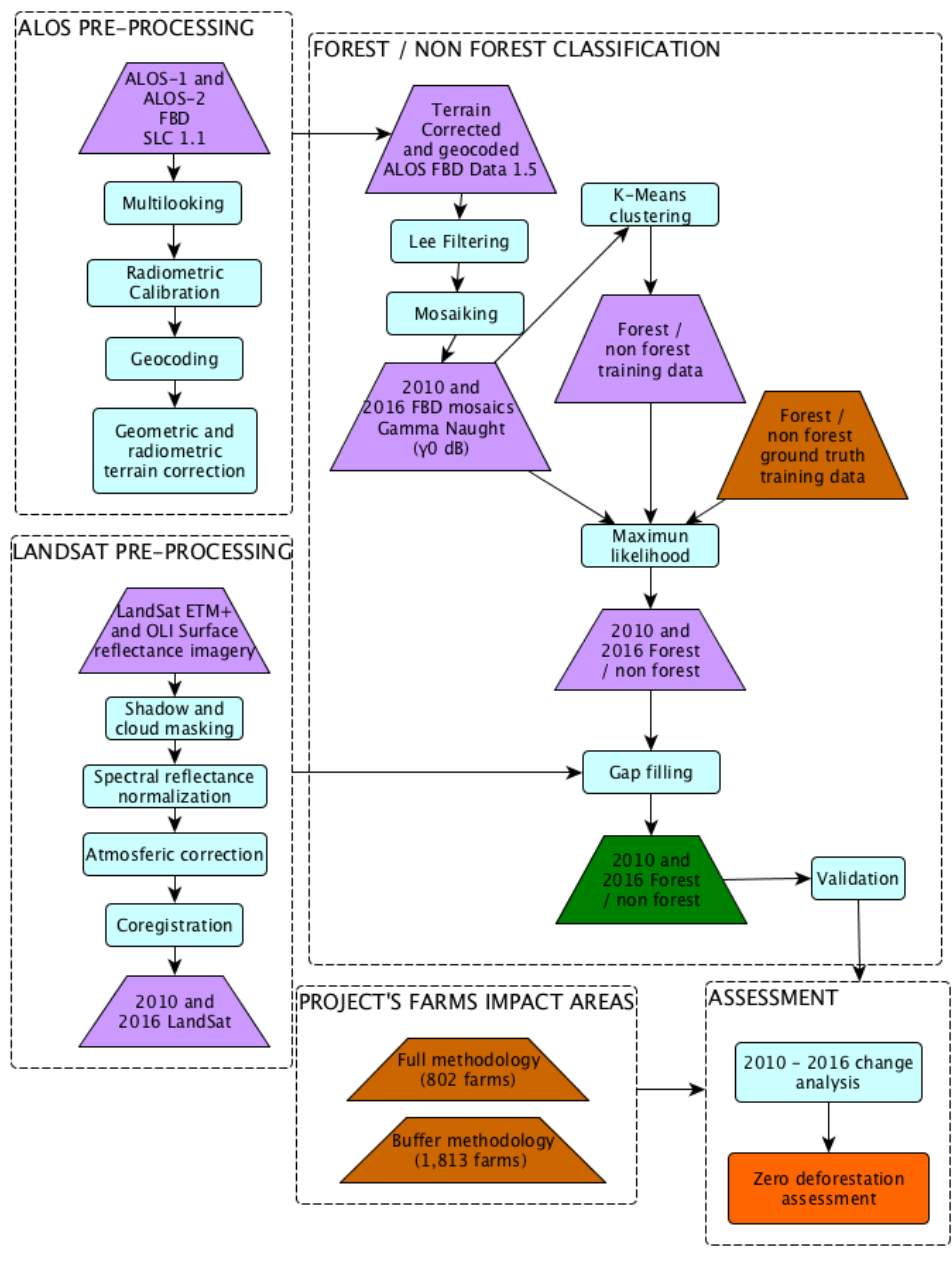 ALOS PRE-PROCESSING
ALOS-1 and
ALOS-2
FBD
SLC 1.1
Multilooking
Radiometric
Calibration
Geocoding
Geometric and
radiometric
terrain correction
FOREST / NON FOREST CLASSIFICATION
Terrain
Corrected
and geocoded
ALOS FBD Data 1.5
Lee Filtering
Mosaiking
2010 and
2016 FBD mosaics
Gamma Naught
(γ0 dB)
K-Means
clustering
Forest /
non forest
training data
Forest /
non forest
ground truth
training data
Maximun
likelihood
2010 and
2016 Forest
/ non forest
Gap filling
2010 and
2016 Forest
/ non forest
Validation
LANDSAT PRE-PROCESSING
LandSat ETM+
and OLI Surface
reflectance imagery
Shadow and
cloud masking
Spectral reflectance
normalization
Atmosferic correction
Coregistration
2010 and
2016 LandSat
PROJECT'S FARMS IMPACT AREAS
Full methodology
(802 farms)
Buffer methodology
(1,813 farms)
ASSESSMENT
2010 - 2016 change
analysis
Zero deforestation
assessment